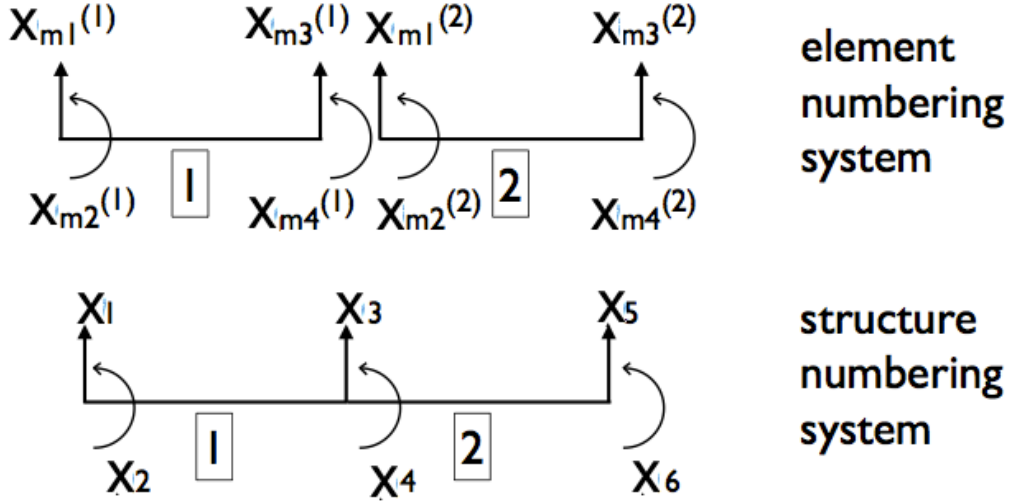 Xm1(1) Xm3(1) Xm1(2) Xm3(2)
element
numbering
system
1 2
Xm2(1) Xm4(1) Xm2(2) Xm4(2)
X1 X3 X5
structure
numbering
system
1 2
X2 X4 X6